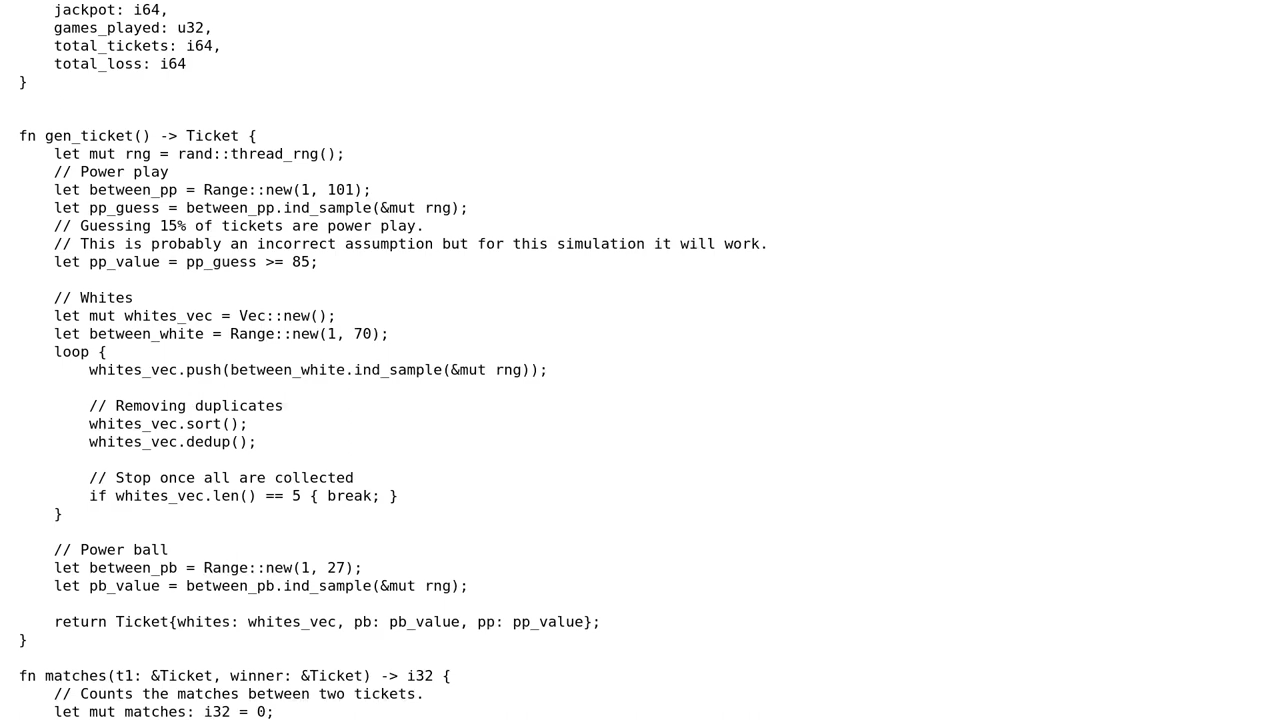 jackpot: i64,
    games_played: u32,
    total_tickets: i64,
    total_loss: i64
}
fn gen_ticket() -> Ticket {
    let mut rng = rand::thread_rng();
    // Power play
    let between_pp = Range::new(1, 101);
    let pp_guess = between_pp.ind_sample(&mut rng);
    // Guessing 15% of tickets are power play.
    // This is probably an incorrect assumption but for this simulation it will work.
    let pp_value = pp_guess >= 85;
    // Whites
    let mut whites_vec = Vec::new();
    let between_white = Range::new(1, 70);
    loop {
        whites_vec.push(between_white.ind_sample(&mut rng));
        // Removing duplicates
        whites_vec.sort();
        whites_vec.dedup();
        // Stop once all are collected
        if whites_vec.len() == 5 { break; }
    }
    // Power ball
    let between_pb = Range::new(1, 27);
    let pb_value = between_pb.ind_sample(&mut rng);
    return Ticket{whites: whites_vec, pb: pb_value, pp: pp_value};
}
fn matches(t1: &Ticket, winner: &Ticket) -> i32 {
    // Counts the matches between two tickets.
    let mut matches: i32 = 0;